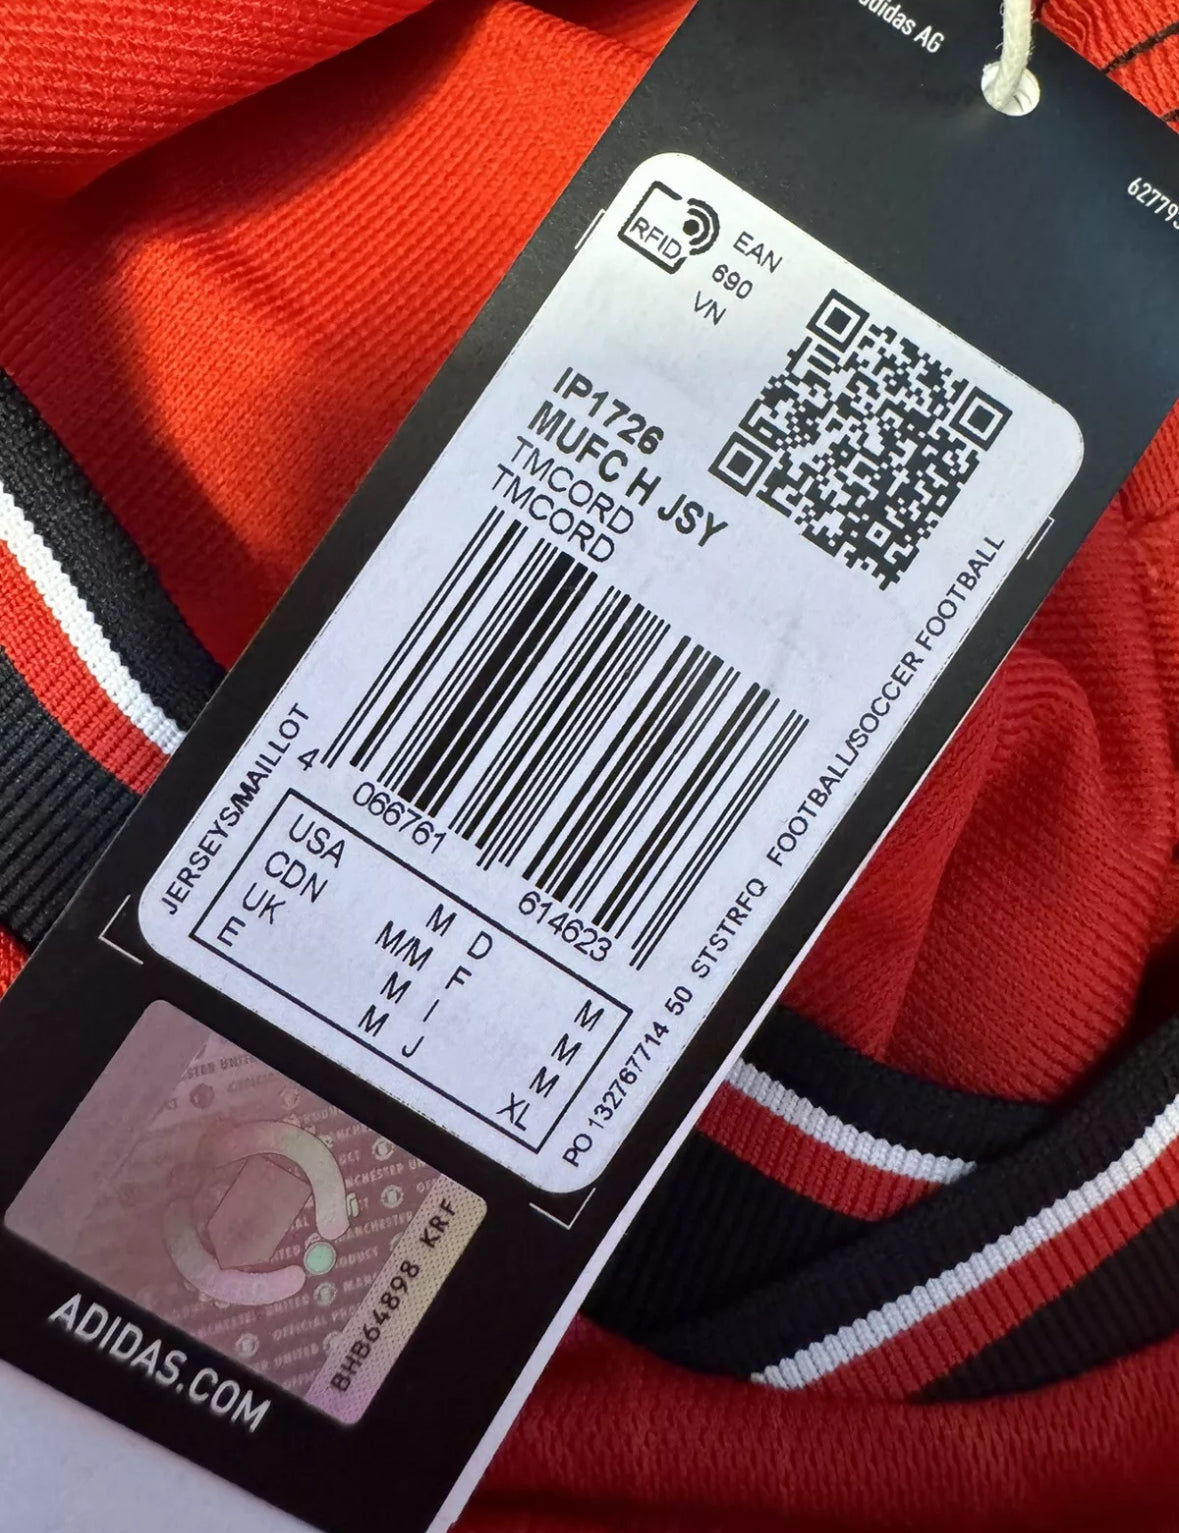 adidas AG
62779
RFID
EAN
690
VN
IP1726
MUFC H JSY
TMCORD
TMCORD
4 066761 614623
JERSEYS/MAILLOT
USA M D M
CDN M/M F M
UK M I M
E M J XL
PO 132767714 50 STSTRFQ FOOTBALL/SOCCER FOOTBALL
BHB64898 KRF
ADIDAS.COM